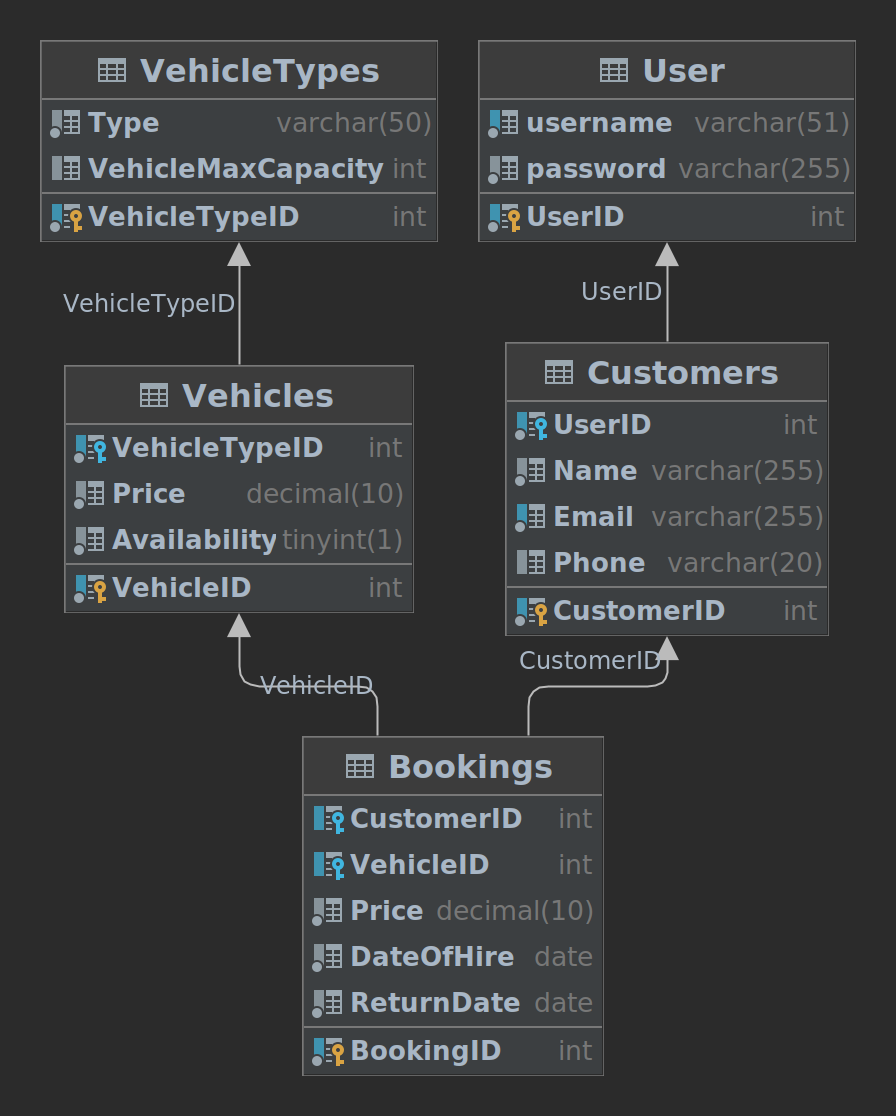 VehicleTypes
Type varchar(50)
VehicleMaxCapacity int
VehicleTypeID int
User
username varchar(51)
password varchar(255)
UserID int
VehicleTypeID
UserID
Vehicles
VehicleTypeID int
Price decimal(10)
Availability tinyint(1)
VehicleID int
Customers
UserID int
Name varchar(255)
Email varchar(255)
Phone varchar(20)
CustomerID int
VehicleID
CustomerID
Bookings
CustomerID int
VehicleID int
Price decimal(10)
DateOfHire date
ReturnDate date
BookingID int